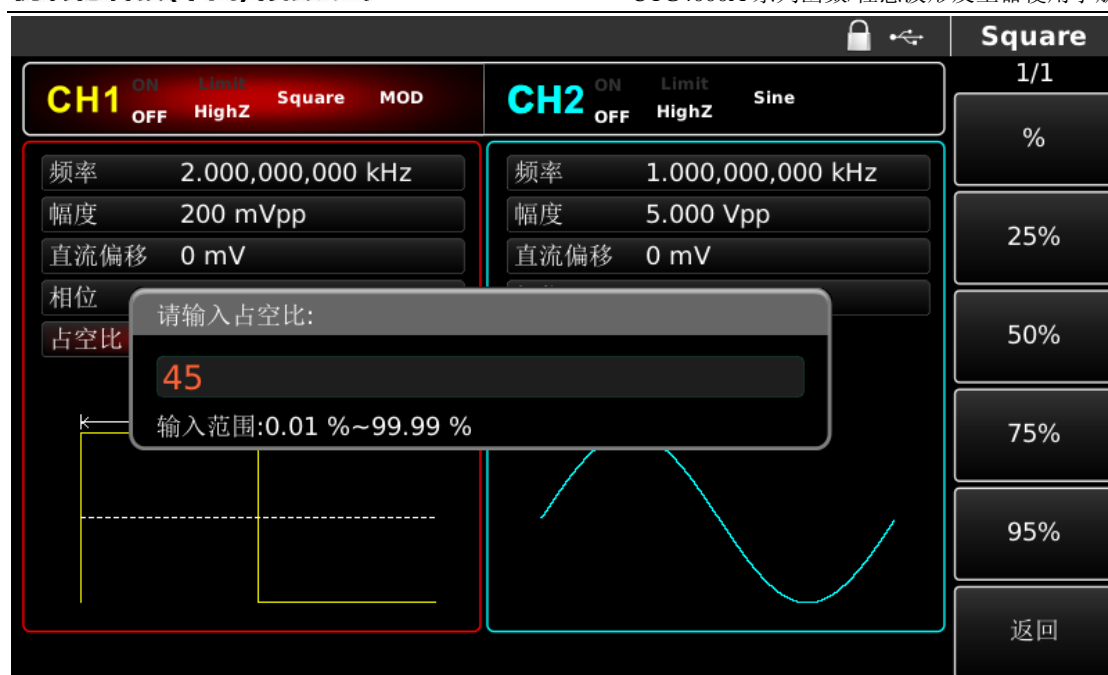 Square
1/1
CH1 ON OFF Limit HighZ Square MOD
CH2 ON OFF Limit HighZ Sine
频率 2.000,000,000 kHz
幅度 200 mVpp
直流偏移 0 mV
相位
占空比
频率 1.000,000,000 kHz
幅度 5.000 Vpp
直流偏移 0 mV
请输入占空比:
45
输入范围:0.01 %~99.99 %
%
25%
50%
75%
95%
返回